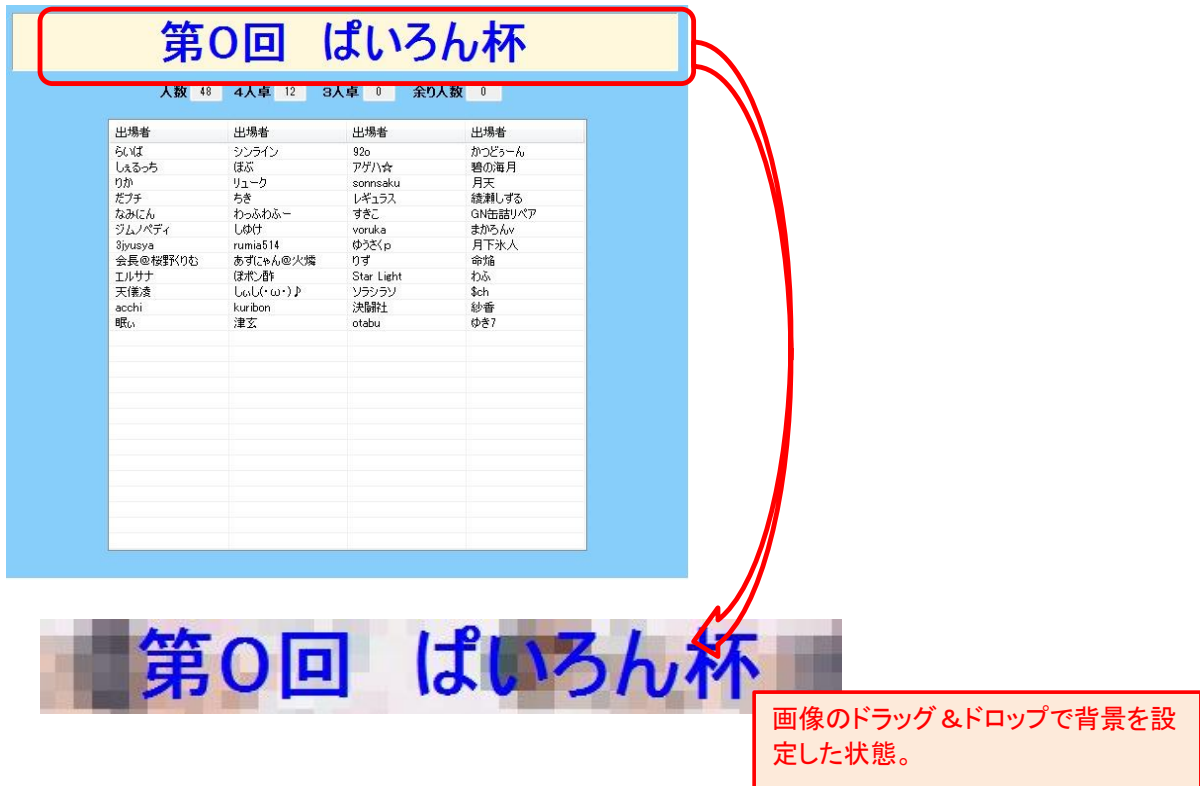 第0回 ぱいろん杯
人数 48 4人卓 12 3人卓 0 余り人数 0
出場者 出場者 出場者 出場者
らいば シンライン 92o かつどぅーん
しぇるっち ぼぶ アゲハ☆ 碧の海月
りか リューク sonnsaku 月天
だプチ ちき レギュラス 綾瀬しずる
なみにん わっふわふー すきこ GN缶詰リペア
ジムノペディ しゆけ voruka まかろんv
3jyusya rumia514 ゆうさくp 月下氷人
会長@桜野くりむ あずにゃん@火燐 りず 命焔
エルサナ ぽポン酢 Star Light わふ
天儀凌 しぃし(・ω・)♪ ソラシラソ $ch
acchi kuribon 決闘社 紗香
眠ぃ 津玄 otabu ゆき7
第0回 ぱいろん杯
画像のドラッグ&ドロップで背景を設
定した状態。